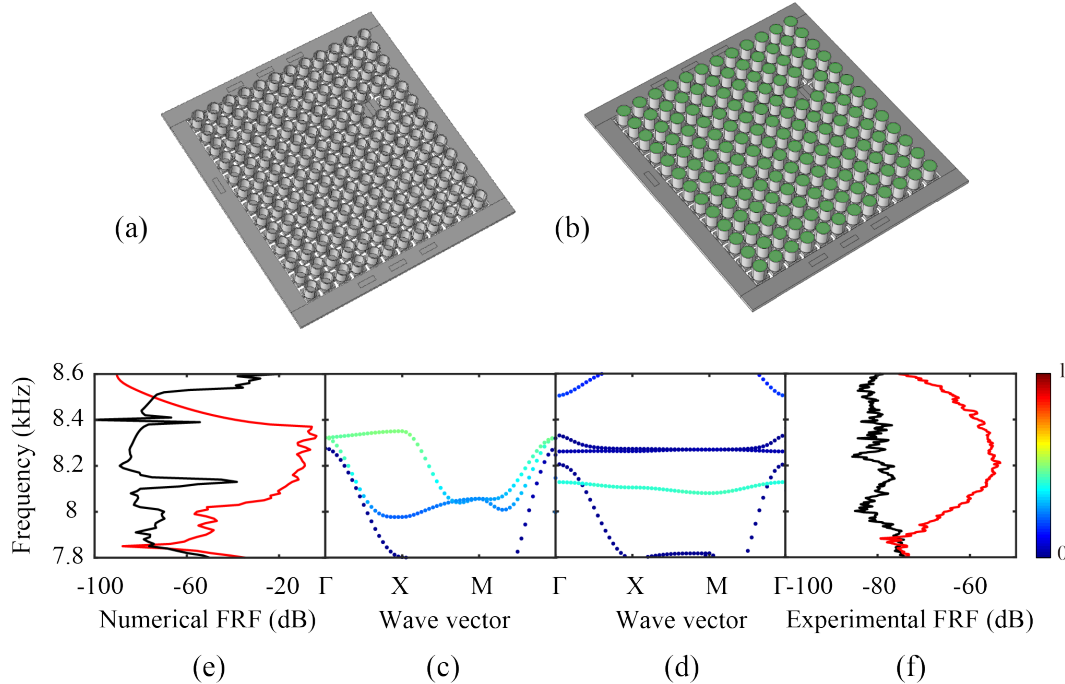 (a)
(b)
Frequency (kHz)
8.6
8.4
8.2
8
7.8
-100 -60 -20
Γ X M
Γ X M Γ
-100 -80 -60
1
0
Numerical FRF (dB)
Wave vector
Wave vector
Experimental FRF (dB)
(e)
(c)
(d)
(f)